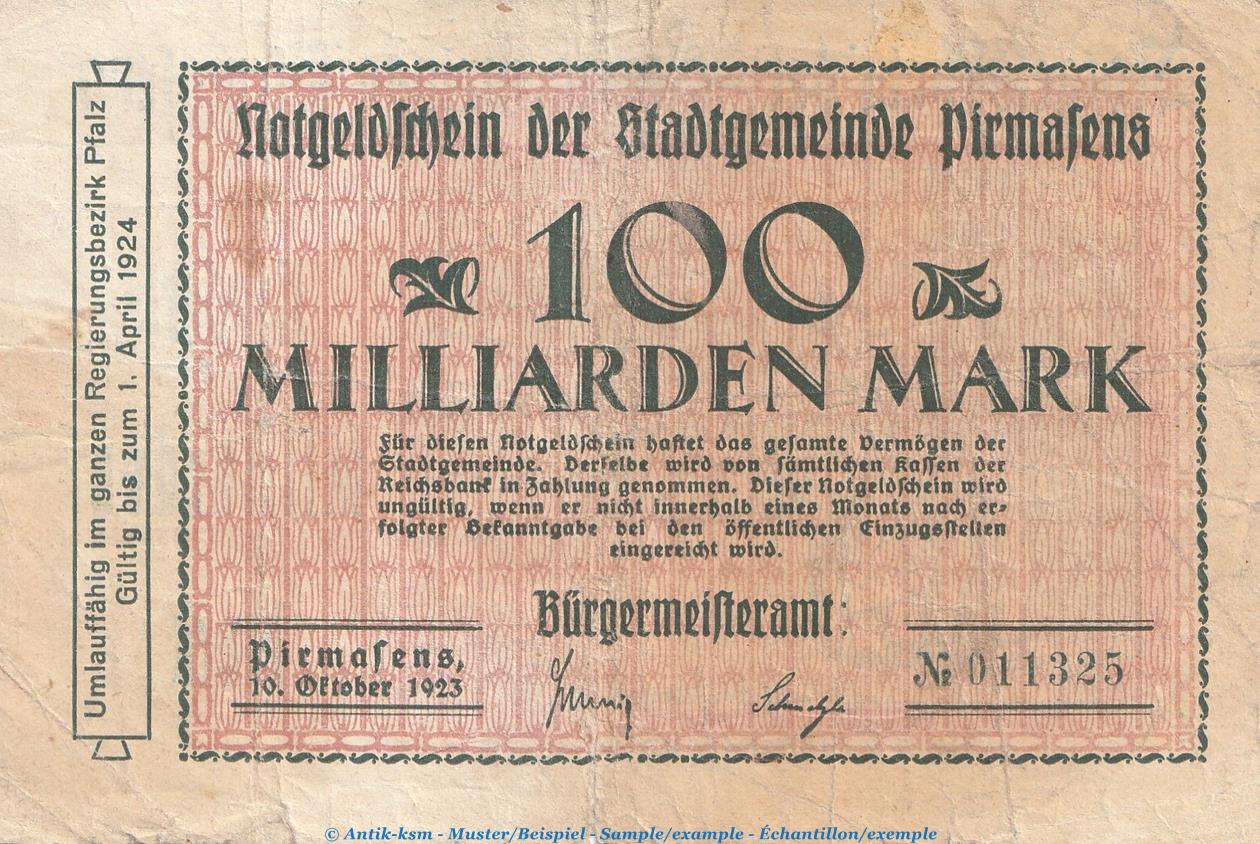 Umlauffähig im ganzen Regierungsbezirk Pfalz
Gültig bis zum 1. April 1924
Notgeldschein der Stadtgemeinde Pirmasens
100
MILLIARDEN MARK
Für diesen Notgeldschein haftet das gesamte Vermögen der
Stadtgemeinde. Derselbe wird von sämtlichen Kassen der
Reichsbank in Zahlung genommen. Dieser Notgeldschein wird
ungültig, wenn er nicht innerhalb eines Monats nach er-
folgter Bekanntgabe bei den öffentlichen Einzugsstellen
eingereicht wird.
Bürgermeisteramt:
Pirmasens,
10. Oktober 1923
№ 011325
© Antik-ksm - Muster/Beispiel - Sample/example - Échantillon/exemple